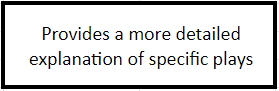 Provides a more detailed
explanation of specific plays